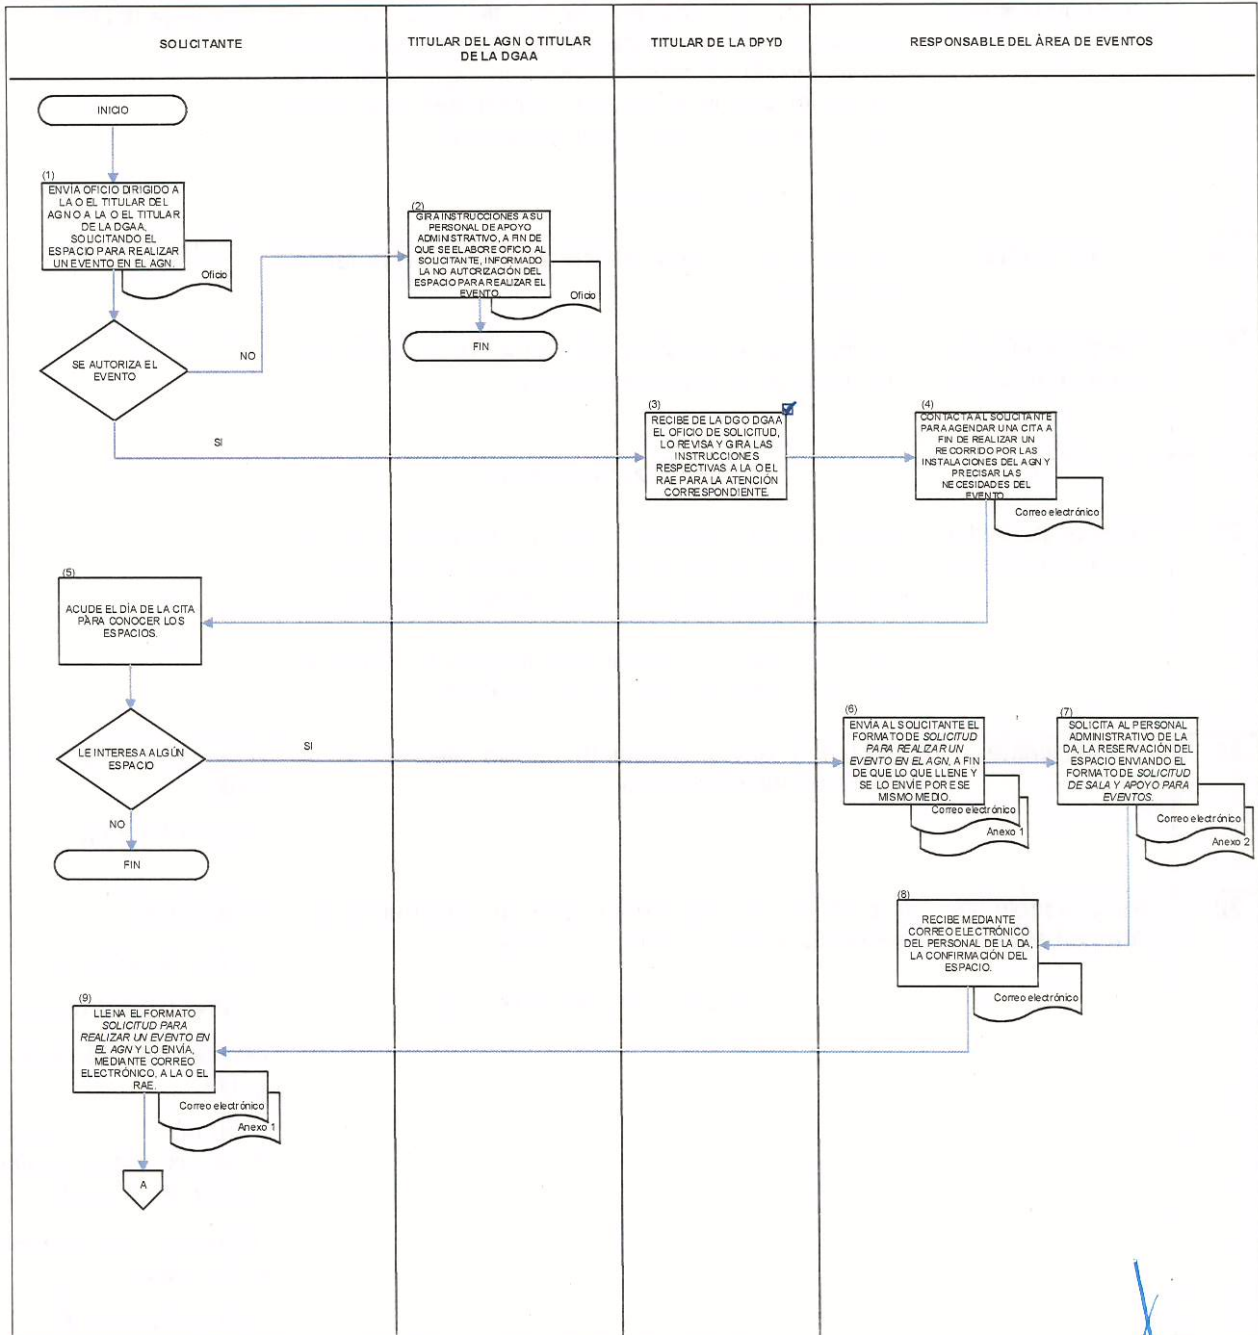 SOLICITANTE
TITULAR DEL AGN O TITULAR
DE LA DGAA
TITULAR DE LA DPYD
RESPONSABLE DEL ÀREA DE EVENTOS
INICIO
(1)
ENVÍA OFICIO DIRIGIDO A
LA O EL TITULAR DEL
AGN O A LA O EL TITULAR
DE LA DGAA,
SOLICITANDO EL
ESPACIO PARA REALIZAR
UN EVENTO EN EL AGN.
Oficio
SE AUTORIZA EL
EVENTO
NO
SI
(2)
GIRA INSTRUCCIONES A SU
PERSONAL DE APOYO
ADMINISTRATIVO, A FIN DE
QUE SE ELABORE OFICIO AL
SOLICITANTE, INFORMADO
LA NO AUTORIZACIÓN DEL
ESPACIO PARA REALIZAR EL
EVENTO.
Oficio
FIN
(3)
RECIBE DE LA DG O DGAA
EL OFICIO DE SOLICITUD,
LO REVISA Y GIRA LAS
INSTRUCCIONES
RESPECTIVAS A LA O EL
RAE PARA LA ATENCIÓN
CORRESPONDIENTE.
(4)
CONTACTA AL SOLICITANTE
PARA AGENDAR UNA CITA A
FIN DE REALIZAR UN
RECORRIDO POR LAS
INSTALACIONES DEL AGN Y
PRECISAR LAS
NECESIDADES DEL
EVENTO.
Correo electrónico
(5)
ACUDE EL DÍA DE LA CITA
PÀRA CONOCER LOS
ESPACIOS.
LE INTERESA ALGÚN
ESPACIO
SI
NO
FIN
(6)
ENVÍA AL SOLICITANTE EL
FORMATO DE SOLICITUD
PARA REALIZAR UN
EVENTO EN EL AGN, A FIN
DE QUE LO QUE LLENE Y
SE LO ENVÍE POR ESE
MISMO MEDIO.
Correo electrónico
Anexo 1
(7)
SOLICITA AL PERSONAL
ADMINISTRATIVO DE LA
DA, LA RESERVACIÓN DEL
ESPACIO ENVIANDO EL
FORMATO DE SOLICITUD
DE SALA Y APOYO PARA
EVENTOS.
Correo electrónico
Anexo 2
(8)
RECIBE MEDIANTE
CORREO ELECTRÓNICO
DEL PERSONAL DE LA DA,
LA CONFIRMACIÓN DEL
ESPACIO.
Correo electrónico
(9)
LLENA EL FORMATO
SOLICITUD PARA
REALIZAR UN EVENTO EN
EL AGN Y LO ENVÍA,
MEDIANTE CORREO
ELECTRÓNICO, A LA O EL
RAE.
Correo electrónico
Anexo 1
A